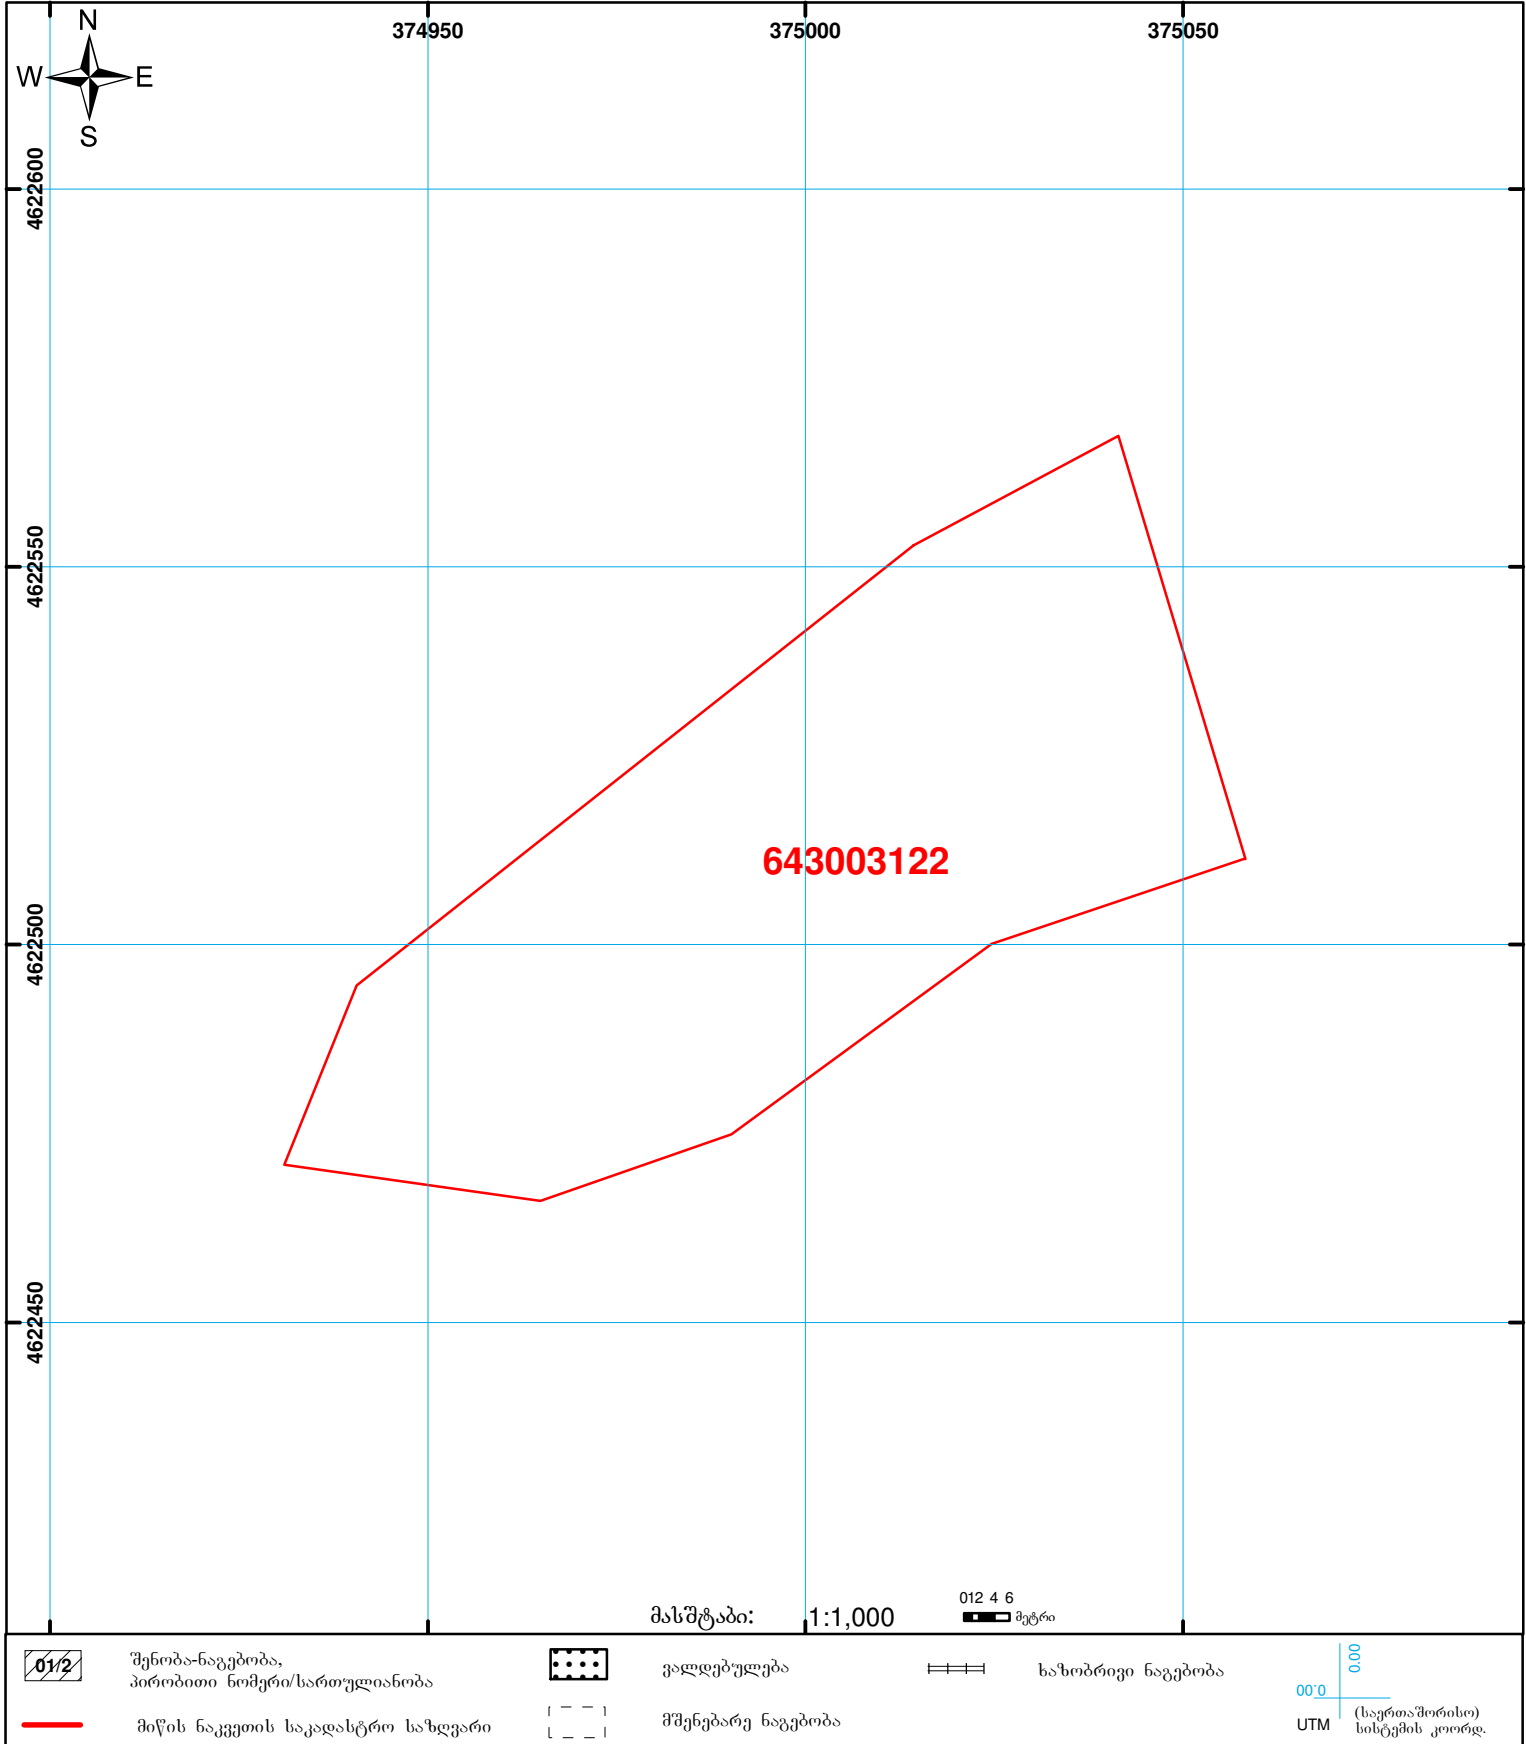 N
374950 375000 375050
W E
S
4622600
4622550
643003122
4622500
4622450
მასშტაბი: 1:1,000
012 4 6
მეტრი
01/2
შენობა-ნაგებობა,
პირობითი ნომერი/სართულიანობა
ვალდებულება
ხაზობრივი ნაგებობა
00.0
0.00
მიწის ნაკვეთის საკადასტრო საზღვარი
მშენებარე ნაგებობა
UTM
(საერთაშორისო)
სისტემის კოორდ.